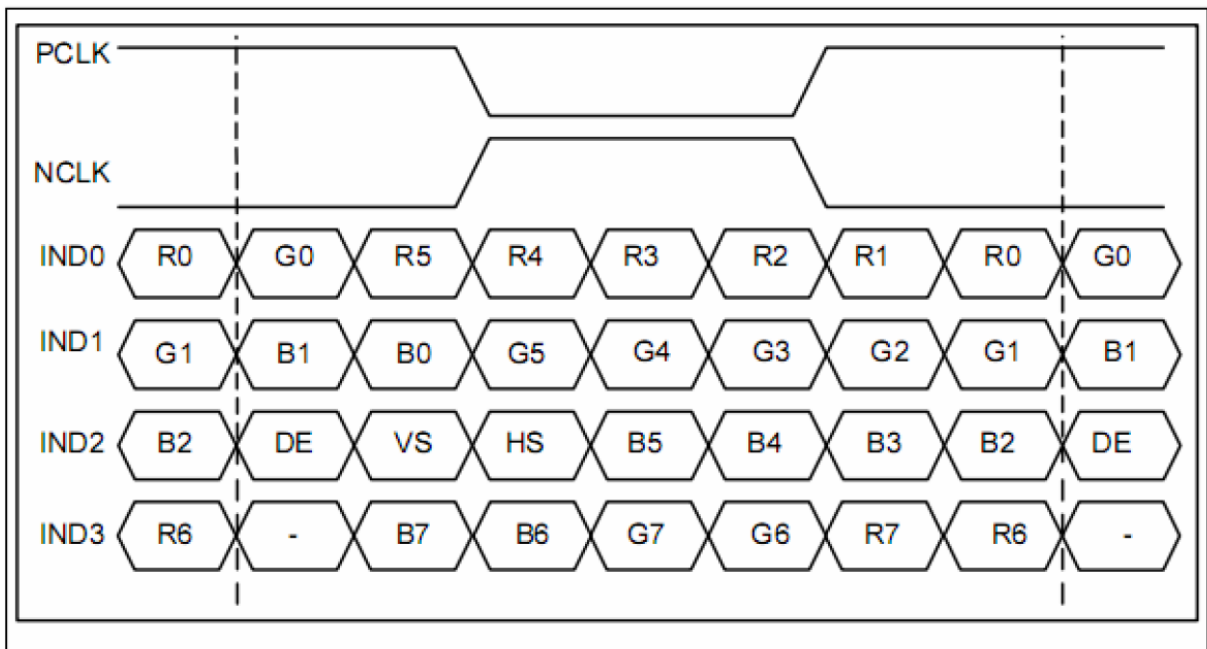 PCLK
NCLK
IND0 R0 G0 R5 R4 R3 R2 R1 R0 G0
IND1 G1 B1 B0 G5 G4 G3 G2 G1 B1
IND2 B2 DE VS HS B5 B4 B3 B2 DE
IND3 R6 - B7 B6 G7 G6 R7 R6 -